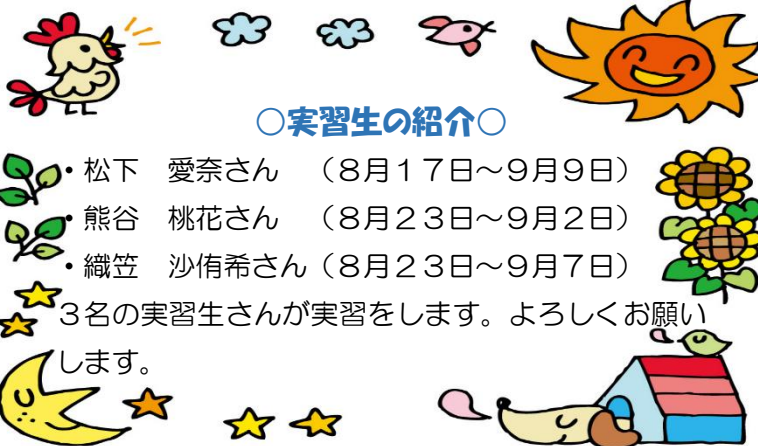 ○実習生の紹介○
・松下　愛奈さん　（８月１７日～９月９日）
・熊谷　桃花さん　（８月２３日～９月２日）
・織笠　沙侑希さん（８月２３日～９月７日）
３名の実習生さんが実習をします。よろしくお願い
します。